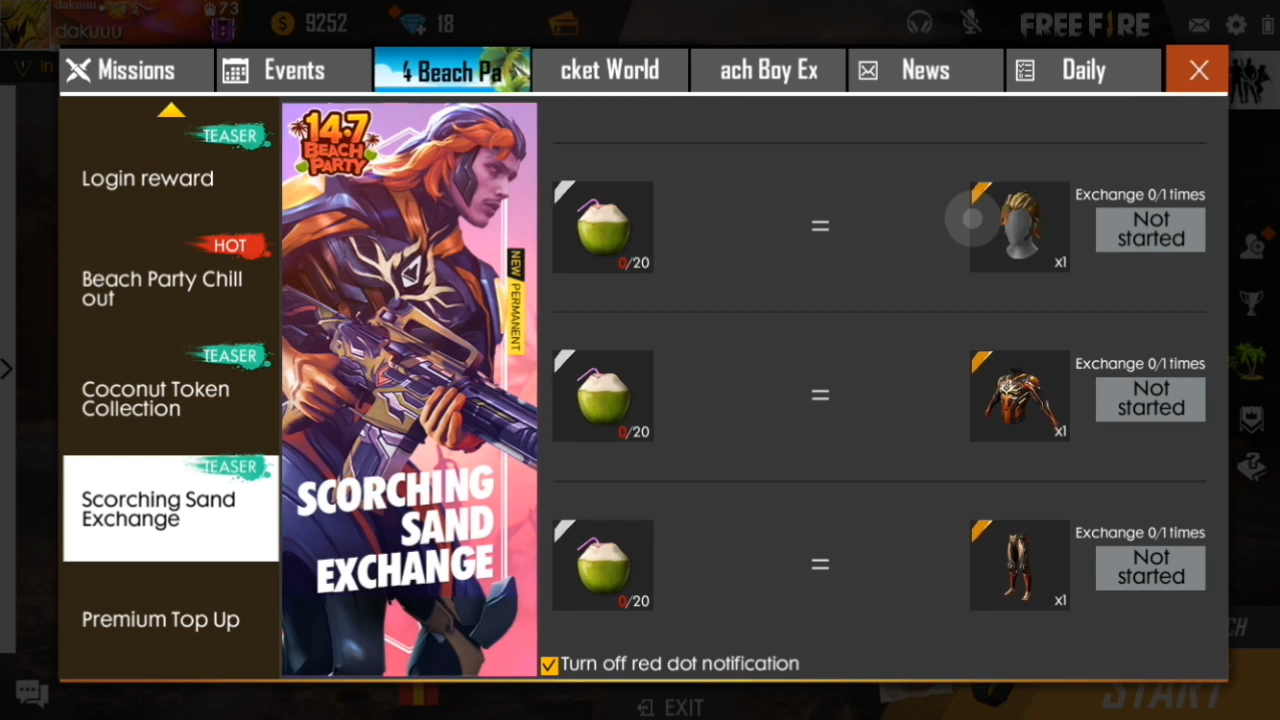 dakuuu
73
dakuuu
9252
18
FREE FIRE
Missions
Events
4 Beach Pa
cket World
ach Boy Ex
News
Daily
TEASER
Login reward
HOT
Beach Party Chill
out
TEASER
Coconut Token
Collection
TEASER
Scorching Sand
Exchange
Premium Top Up
14·7
BEACH
PARTY
NEW PERMANENT
SCORCHING
SAND
EXCHANGE
0/20
=
x1
Exchange 0/1 times
Not
started
0/20
=
x1
Exchange 0/1 times
Not
started
0/20
=
x1
Exchange 0/1 times
Not
started
Turn off red dot notification
EXIT
START